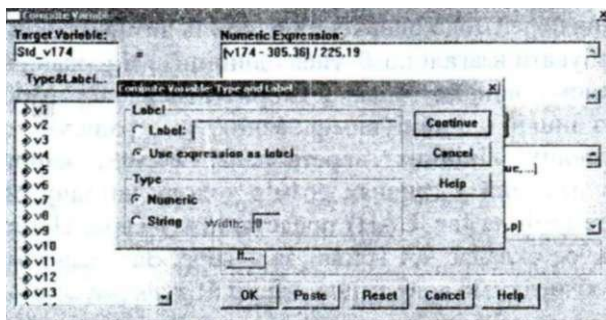 Compute Variable
Target Variable:
Numeric Expression:
Std_v174
=
(v174 - 305.36) / 225.19
Type&Label...
Compute Variable: Type and Label
Label
Label:
Use expression as label
Type
Numeric
String
Width: 8
Continue
Cancel
Help
v1
v2
v3
v4
v5
v6
v7
v8
v9
v10
v11
v12
v13
ue, ...]
,p]
If...
OK
Paste
Reset
Cancel
Help